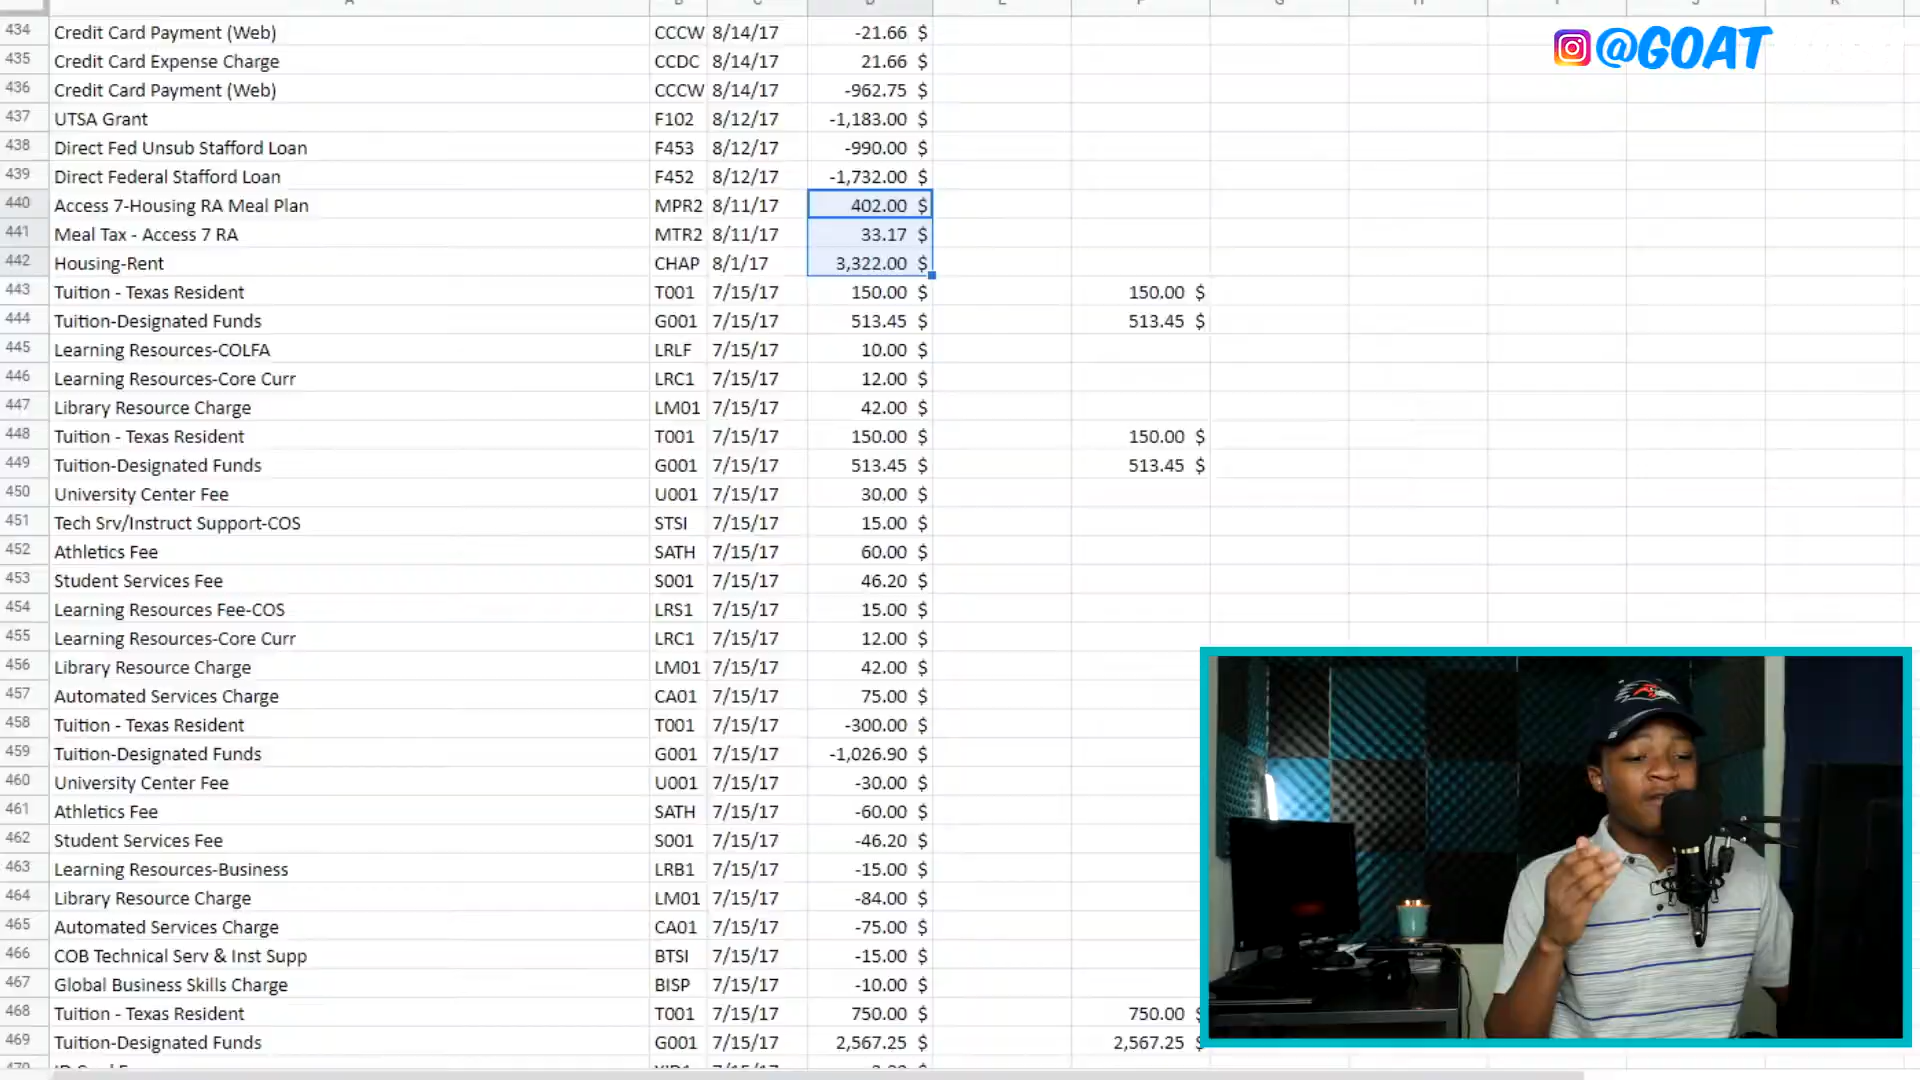 @GOAT
434 Credit Card Payment (Web) CCCW 8/14/17 -21.66 $
435 Credit Card Expense Charge CCDC 8/14/17 21.66 $
436 Credit Card Payment (Web) CCCW 8/14/17 -962.75 $
437 UTSA Grant F102 8/12/17 -1,183.00 $
438 Direct Fed Unsub Stafford Loan F453 8/12/17 -990.00 $
439 Direct Federal Stafford Loan F452 8/12/17 -1,732.00 $
440 Access 7-Housing RA Meal Plan MPR2 8/11/17 402.00 $
441 Meal Tax - Access 7 RA MTR2 8/11/17 33.17 $
442 Housing-Rent CHAP 8/1/17 3,322.00 $
443 Tuition - Texas Resident T001 7/15/17 150.00 $ 150.00 $
444 Tuition-Designated Funds G001 7/15/17 513.45 $ 513.45 $
445 Learning Resources-COLFA LRLF 7/15/17 10.00 $
446 Learning Resources-Core Curr LRC1 7/15/17 12.00 $
447 Library Resource Charge LM01 7/15/17 42.00 $
448 Tuition - Texas Resident T001 7/15/17 150.00 $ 150.00 $
449 Tuition-Designated Funds G001 7/15/17 513.45 $ 513.45 $
450 University Center Fee U001 7/15/17 30.00 $
451 Tech Srv/Instruct Support-COS STSI 7/15/17 15.00 $
452 Athletics Fee SATH 7/15/17 60.00 $
453 Student Services Fee S001 7/15/17 46.20 $
454 Learning Resources Fee-COS LRS1 7/15/17 15.00 $
455 Learning Resources-Core Curr LRC1 7/15/17 12.00 $
456 Library Resource Charge LM01 7/15/17 42.00 $
457 Automated Services Charge CA01 7/15/17 75.00 $
458 Tuition - Texas Resident T001 7/15/17 -300.00 $
459 Tuition-Designated Funds G001 7/15/17 -1,026.90 $
460 University Center Fee U001 7/15/17 -30.00 $
461 Athletics Fee SATH 7/15/17 -60.00 $
462 Student Services Fee S001 7/15/17 -46.20 $
463 Learning Resources-Business LRB1 7/15/17 -15.00 $
464 Library Resource Charge LM01 7/15/17 -84.00 $
465 Automated Services Charge CA01 7/15/17 -75.00 $
466 COB Technical Serv & Inst Supp BTSI 7/15/17 -15.00 $
467 Global Business Skills Charge BISP 7/15/17 -10.00 $
468 Tuition - Texas Resident T001 7/15/17 750.00 $ 750.00 $
469 Tuition-Designated Funds G001 7/15/17 2,567.25 $ 2,567.25 $